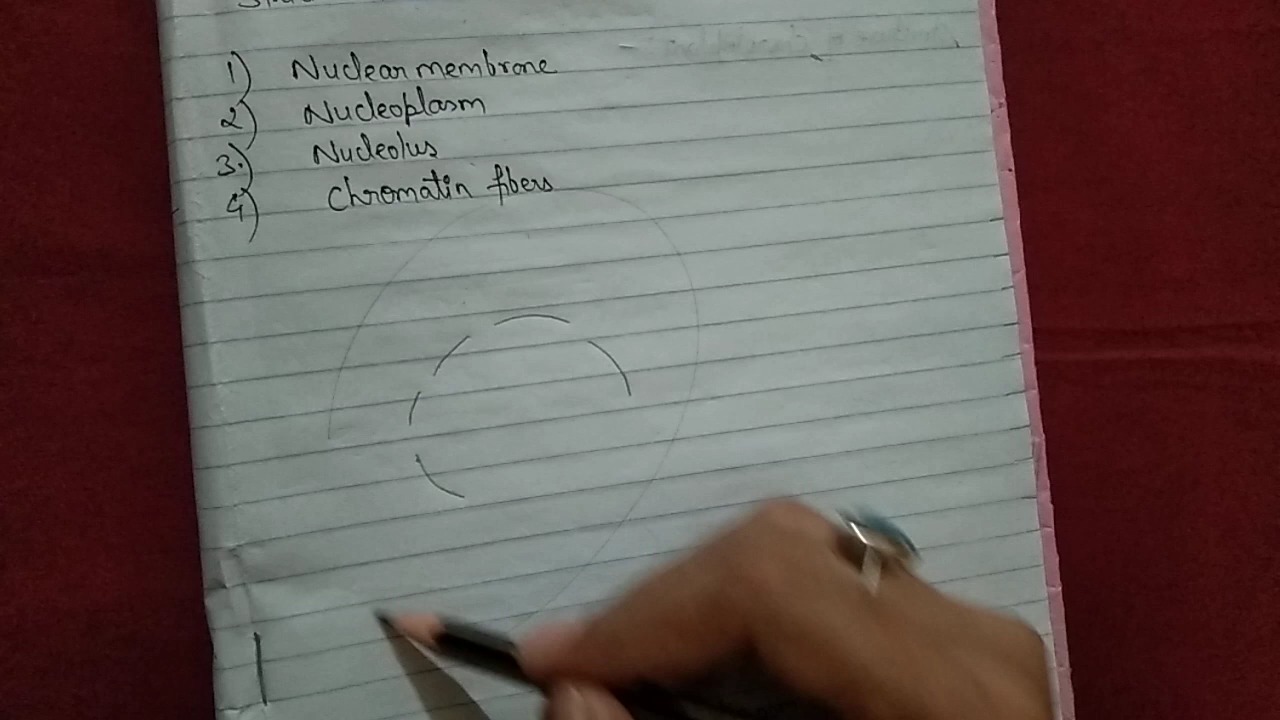 1) Nuclear membrane
2) Nucleoplasm
3.) Nucleolus
4) Chromatin fibers